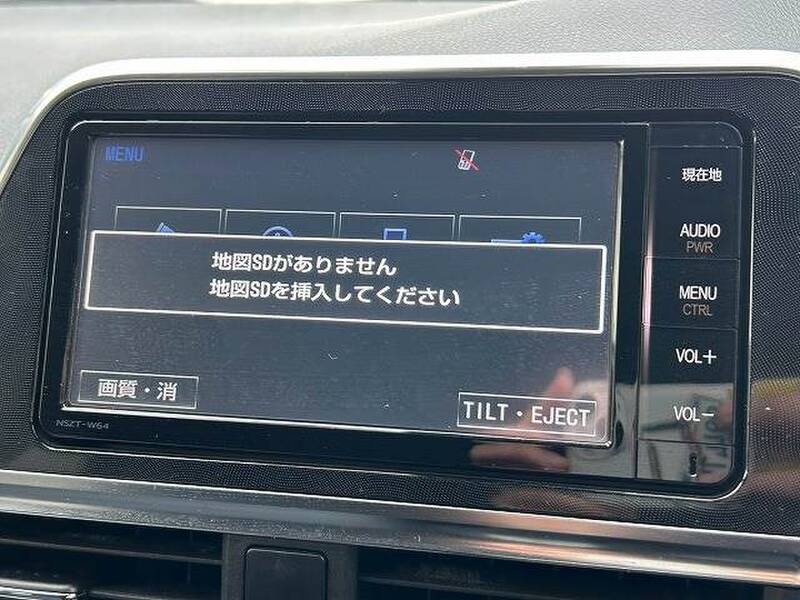 MENU
地図SDがありません
地図SDを挿入してください
画質・消
TILT・EJECT
NSZT-W64
現在地
AUDIO
PWR
MENU
CTRL
VOL+
VOL−